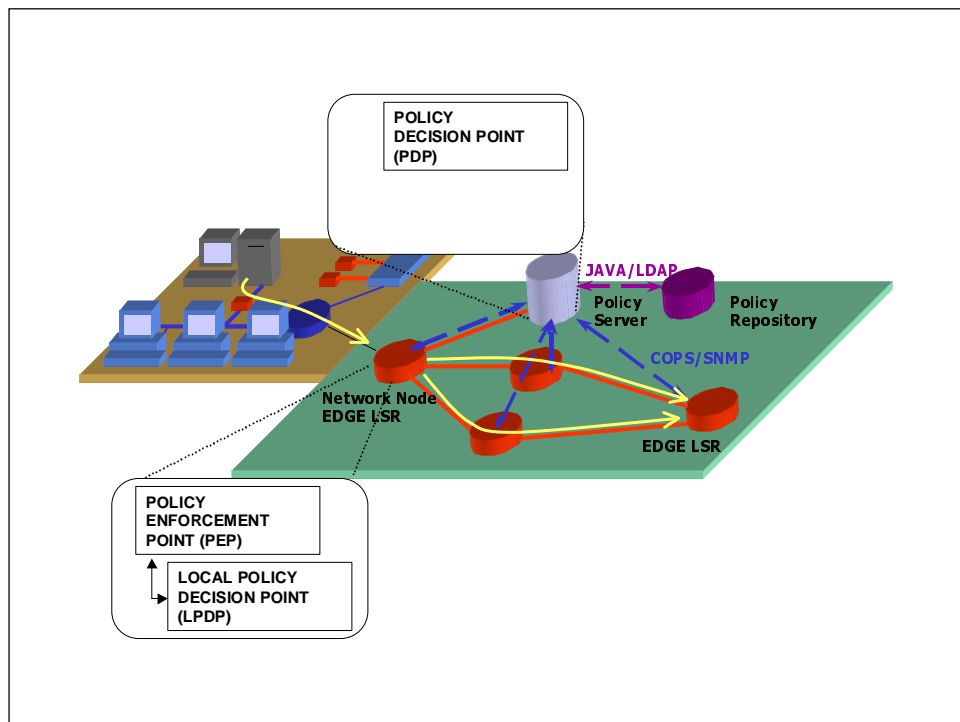 POLICY
DECISION POINT
(PDP)
JAVA/LDAP
Policy
Server
Policy
Repository
COPS/SNMP
Network Node
EDGE LSR
EDGE LSR
POLICY
ENFORCEMENT
POINT (PEP)
LOCAL POLICY
DECISION POINT
(LPDP)